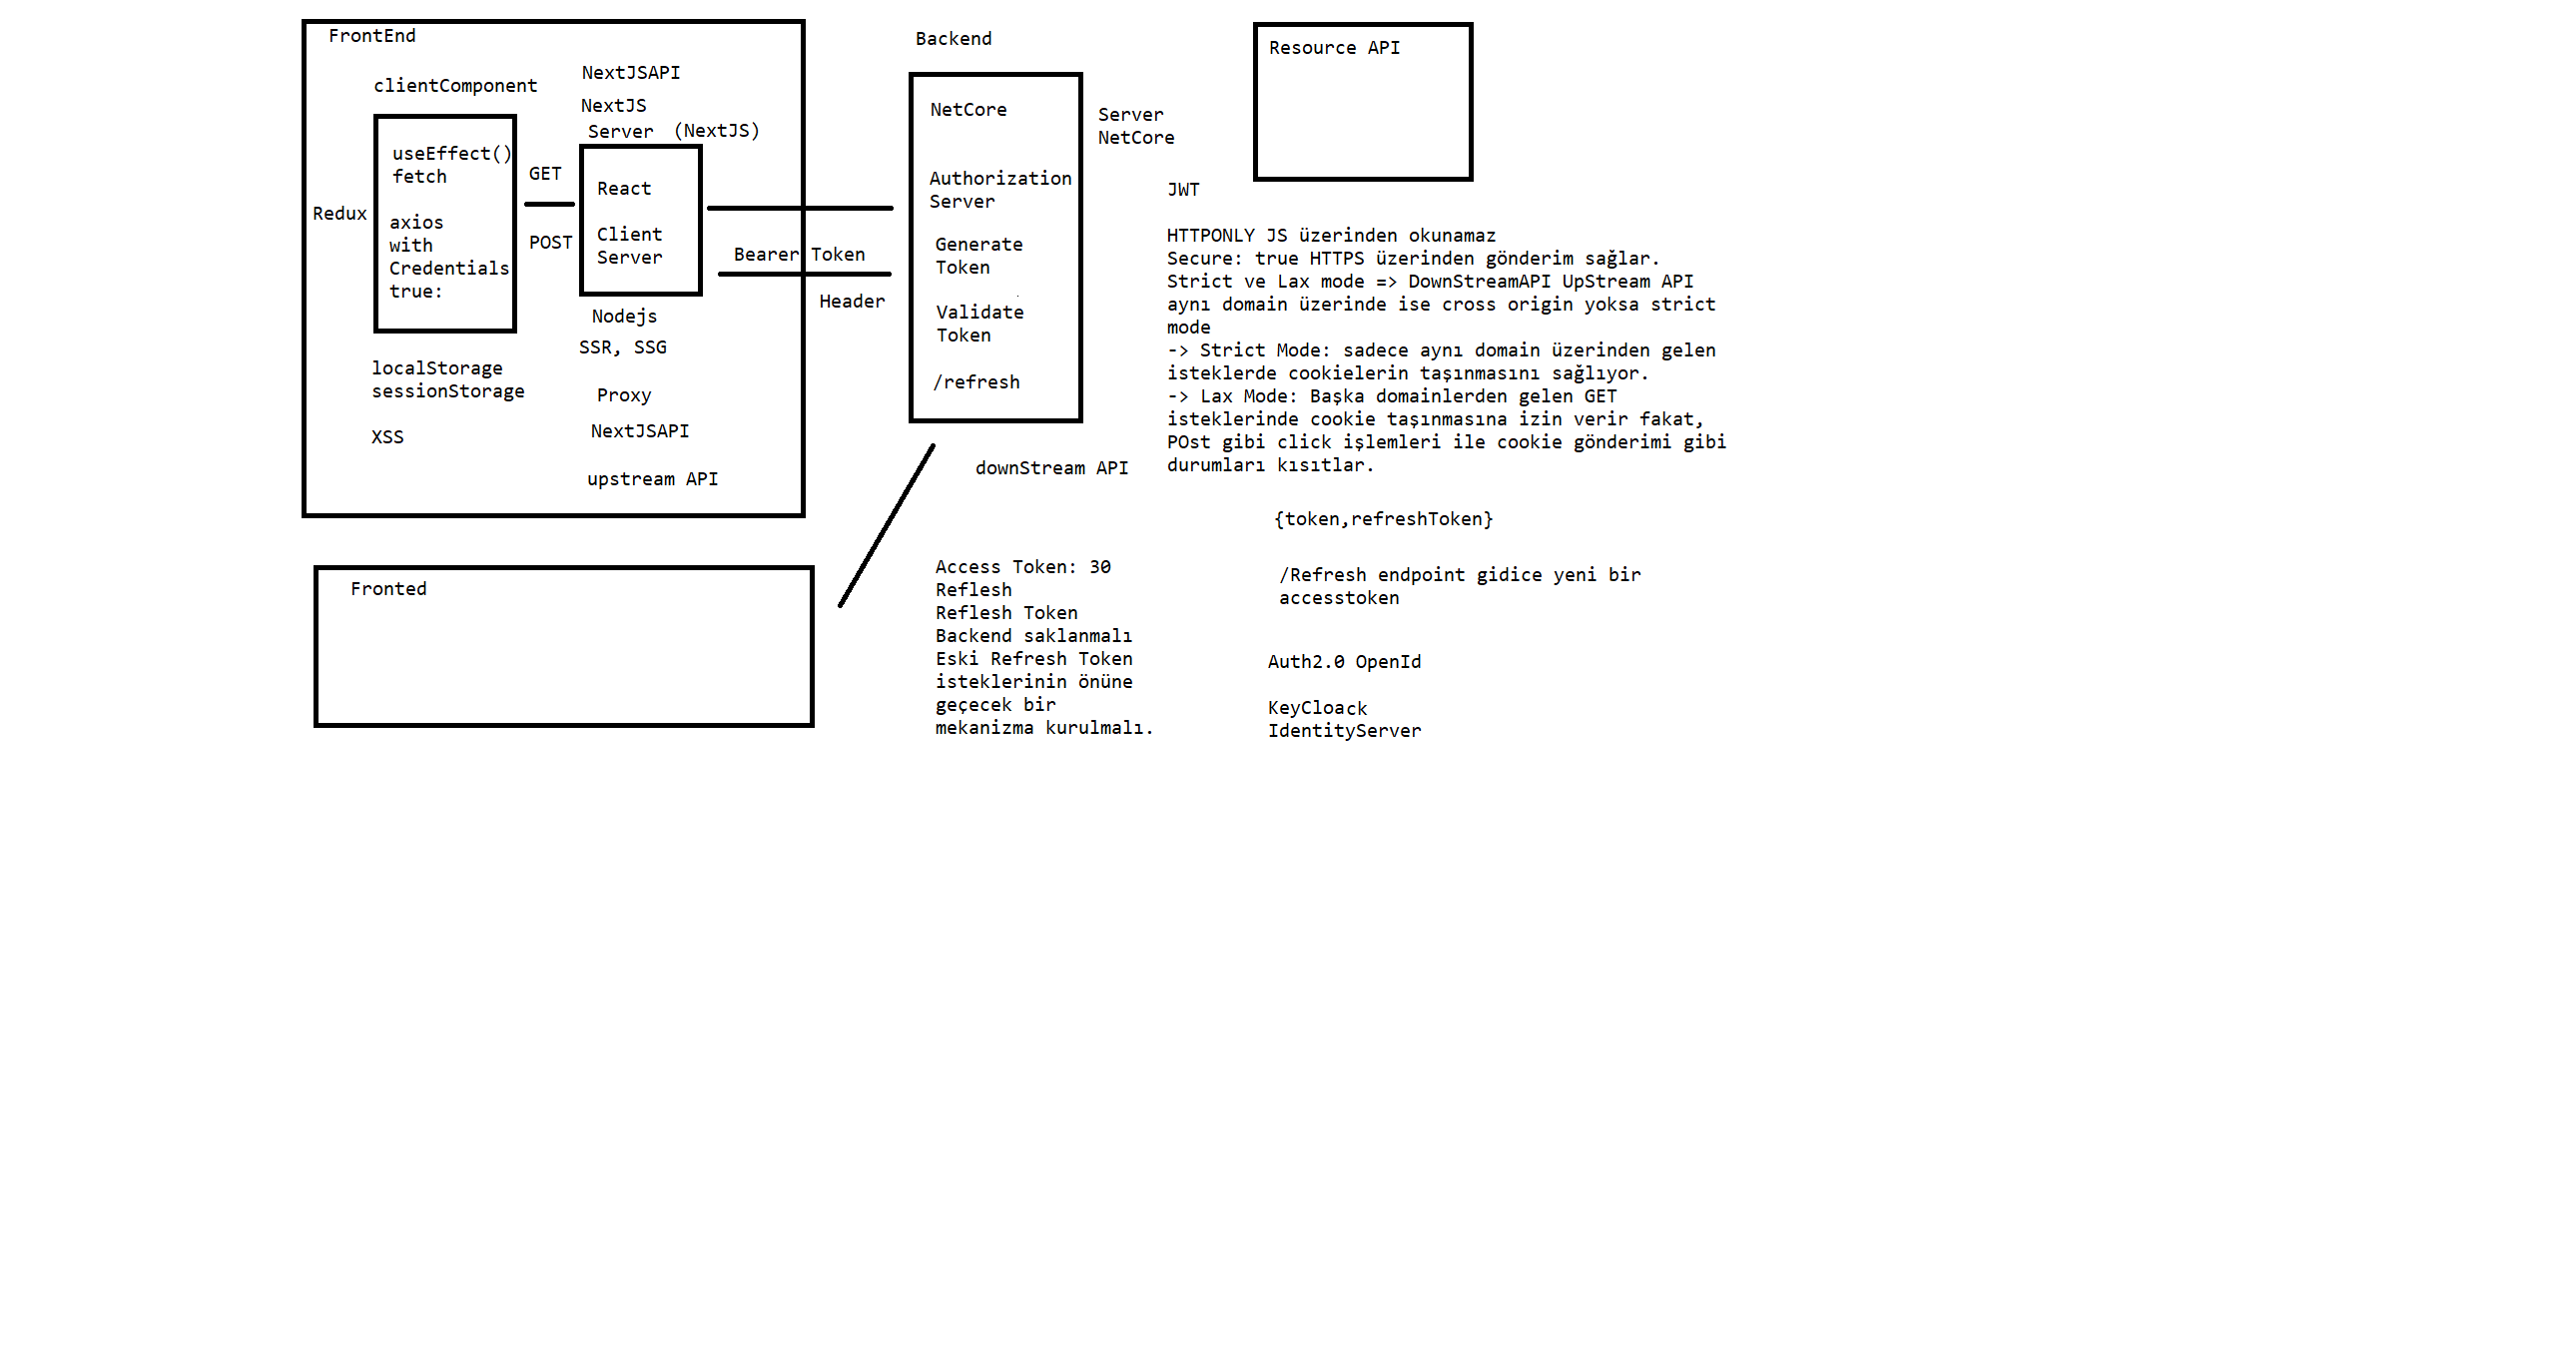 FrontEnd
clientComponent
Redux
useEffect()
fetch
axios
with
Credentials
true:
localStorage
sessionStorage
XSS
GET
POST
NextJSAPI
NextJS
Server (NextJS)
React
Client
Server
Nodejs
SSR, SSG
Proxy
NextJSAPI
upstream API
Bearer Token
Header
Backend
NetCore
Authorization
Server
Generate
Token
Validate
Token
/refresh
Server
NetCore
downStream API
Resource API
JWT
HTTPONLY JS üzerinden okunamaz
Secure: true HTTPS üzerinden gönderim sağlar.
Strict ve Lax mode => DownStreamAPI UpStream API
aynı domain üzerinde ise cross origin yoksa strict
mode
-> Strict Mode: sadece aynı domain üzerinden gelen
isteklerde cookielerin taşınmasını sağlıyor.
-> Lax Mode: Başka domainlerden gelen GET
isteklerinde cookie taşınmasına izin verir fakat,
POst gibi click işlemleri ile cookie gönderimi gibi
durumları kısıtlar.
{token,refreshToken}
/Refresh endpoint gidice yeni bir
accesstoken
Auth2.0 OpenId
KeyCloack
IdentityServer
Fronted
Access Token: 30
Reflesh
Reflesh Token
Backend saklanmalı
Eski Refresh Token
isteklerinin önüne
geçecek bir
mekanizma kurulmalı.